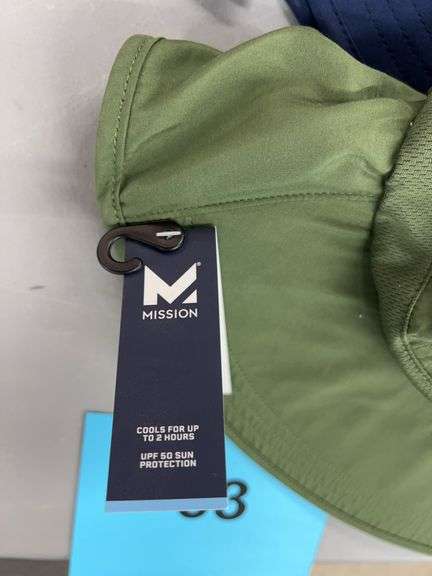 M®
MISSION
COOLS FOR UP
TO 2 HOURS
UPF 50 SUN
PROTECTION